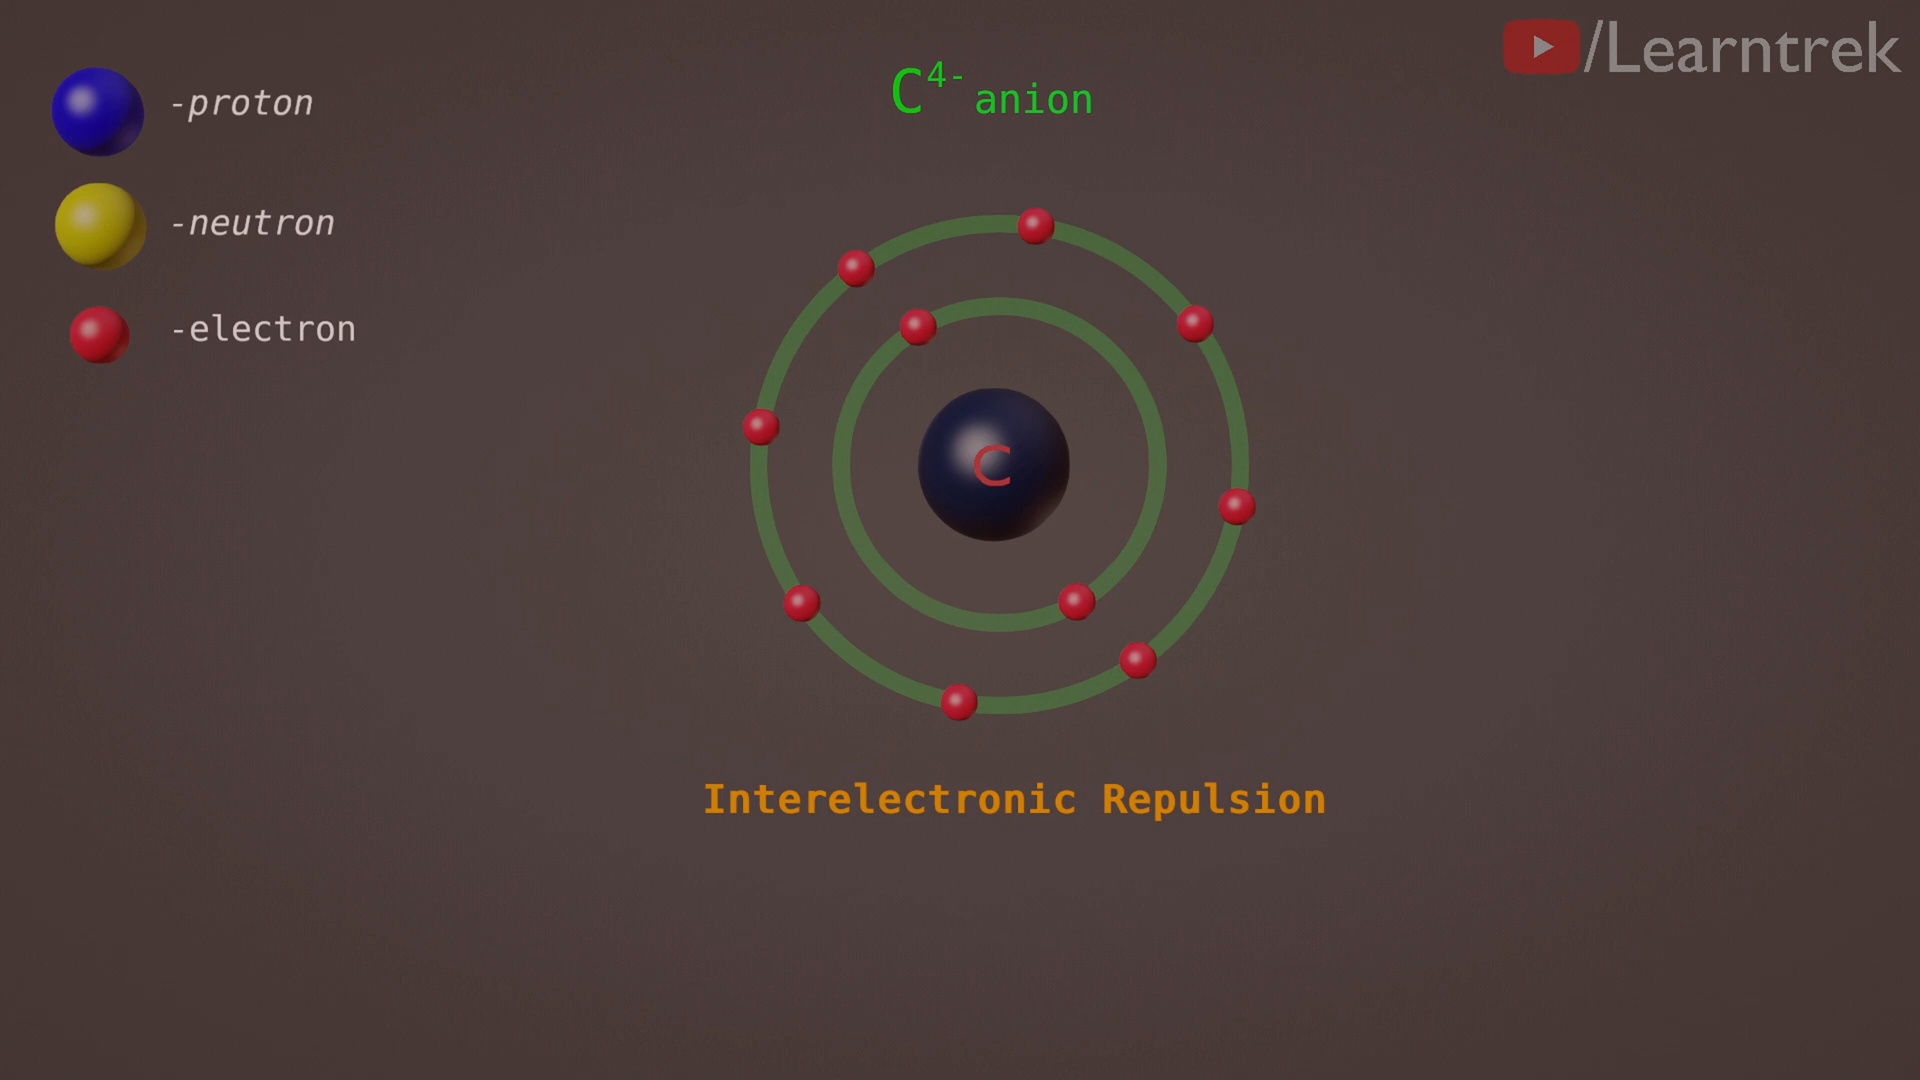 /Learntrek
C⁴⁻ anion
-proton
-neutron
-electron
C
Interelectronic Repulsion